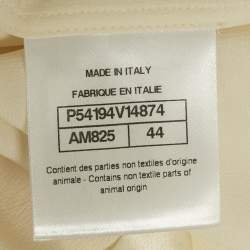 MADE IN ITALY
FABRIQUE EN ITALIE
P54194V14874
AM825 44
Contient des parties non textiles d'origine
animale - Contains non textile parts of
animal origin